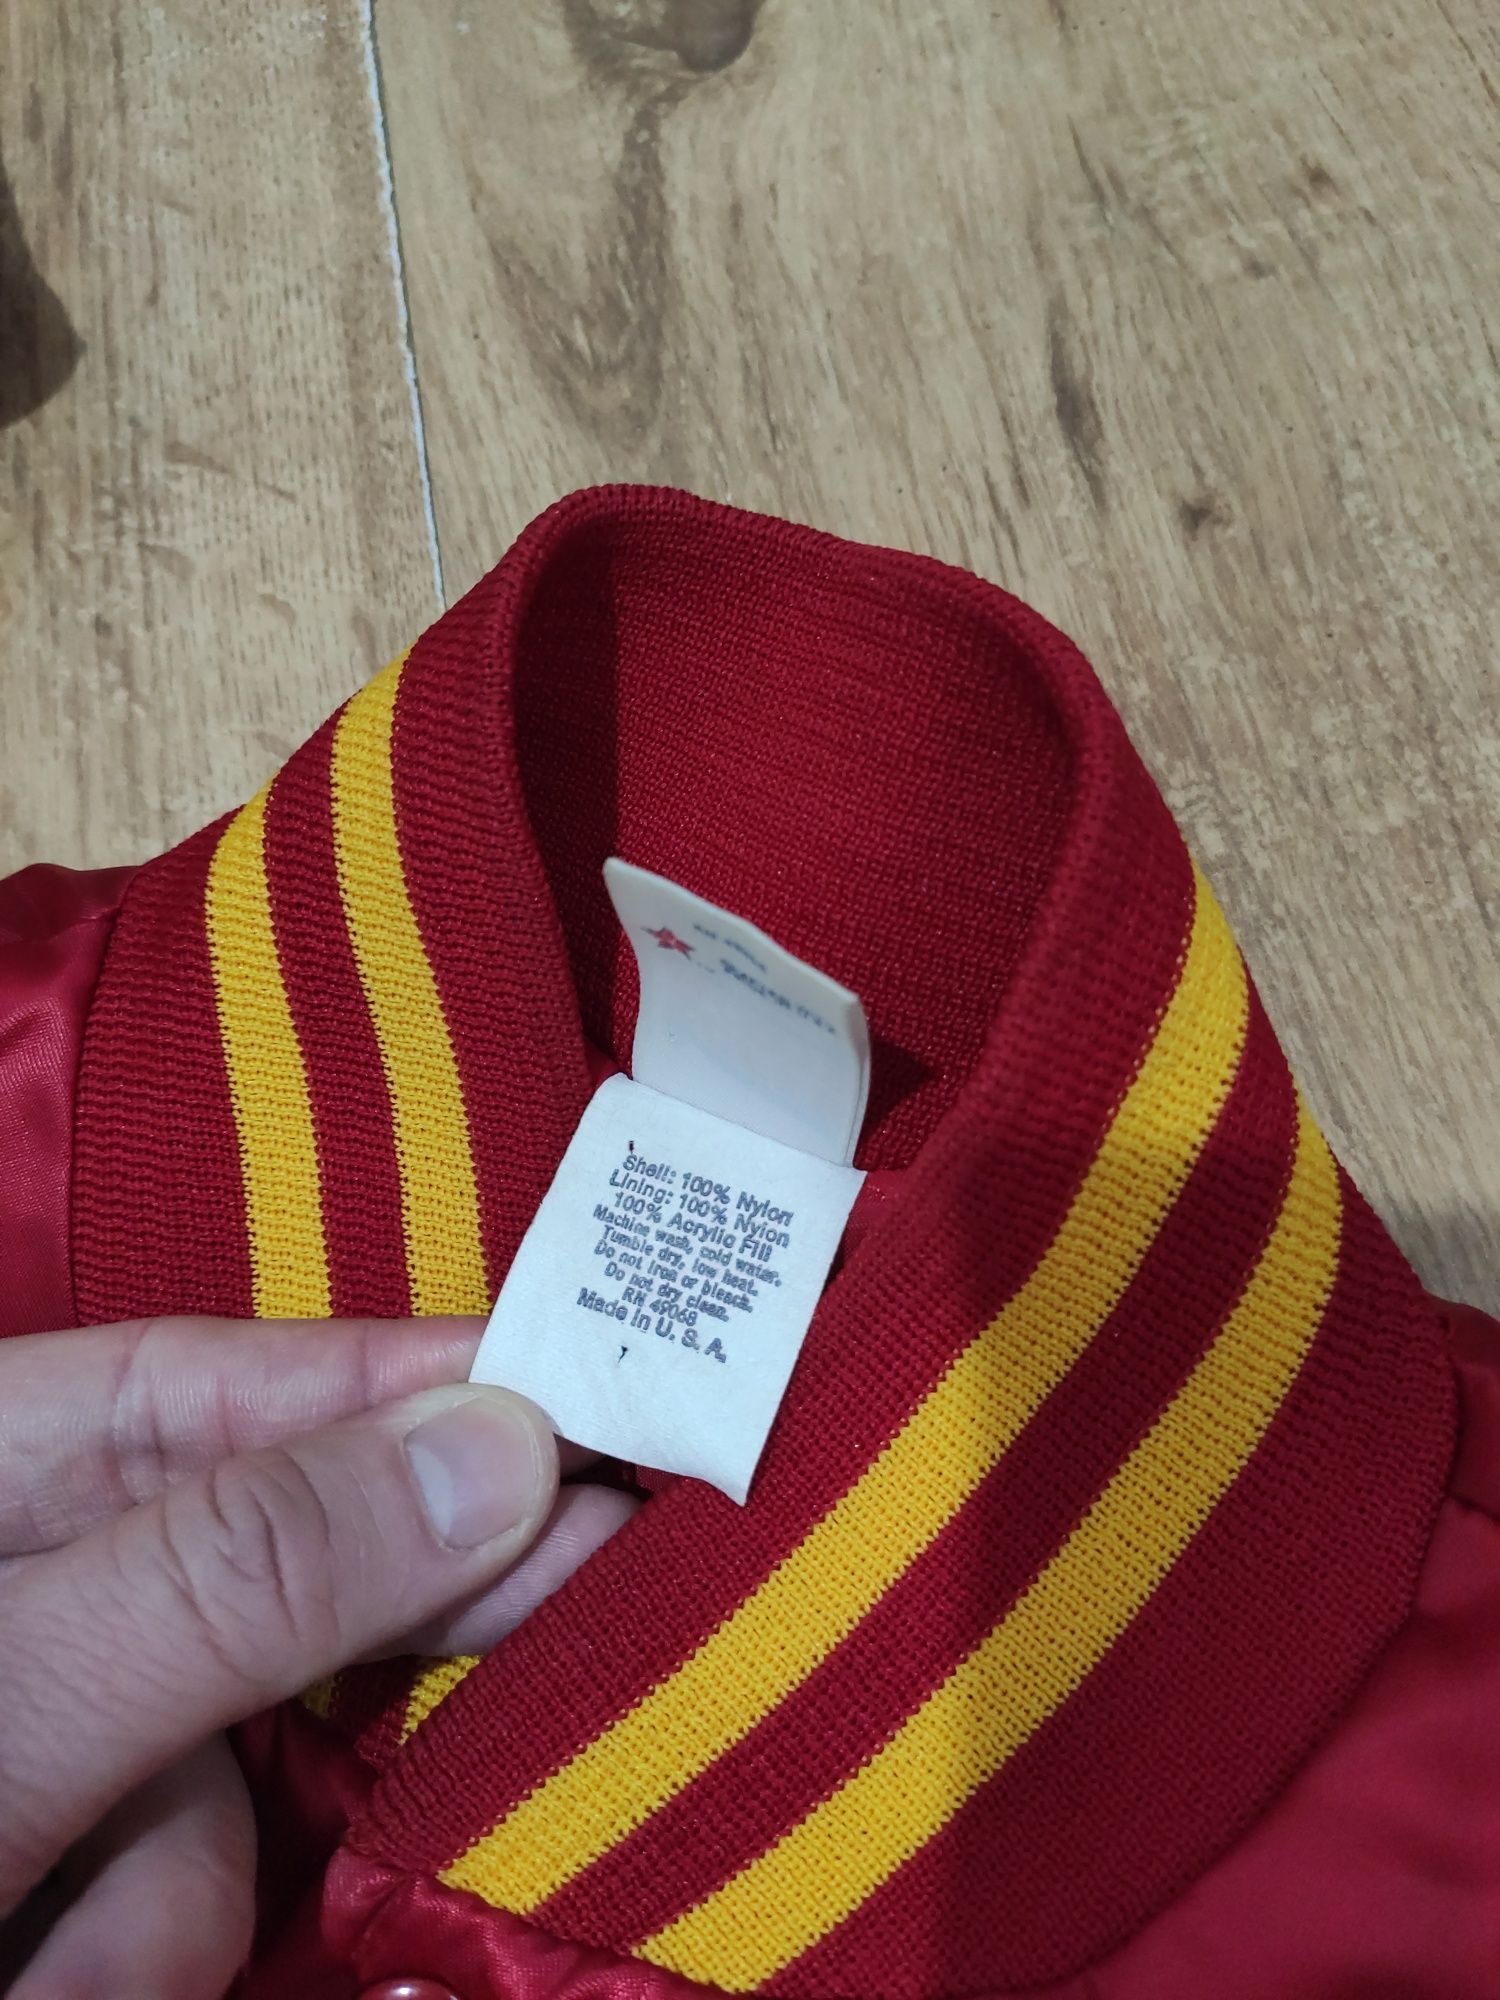 Shell: 100% Nylon
Lining: 100% Nylon
100% Acrylic Fill
Machine wash, cold water.
Tumble dry, low heat.
Do not iron or bleach.
Do not dry clean.
RN 49068
Made in U. S. A.